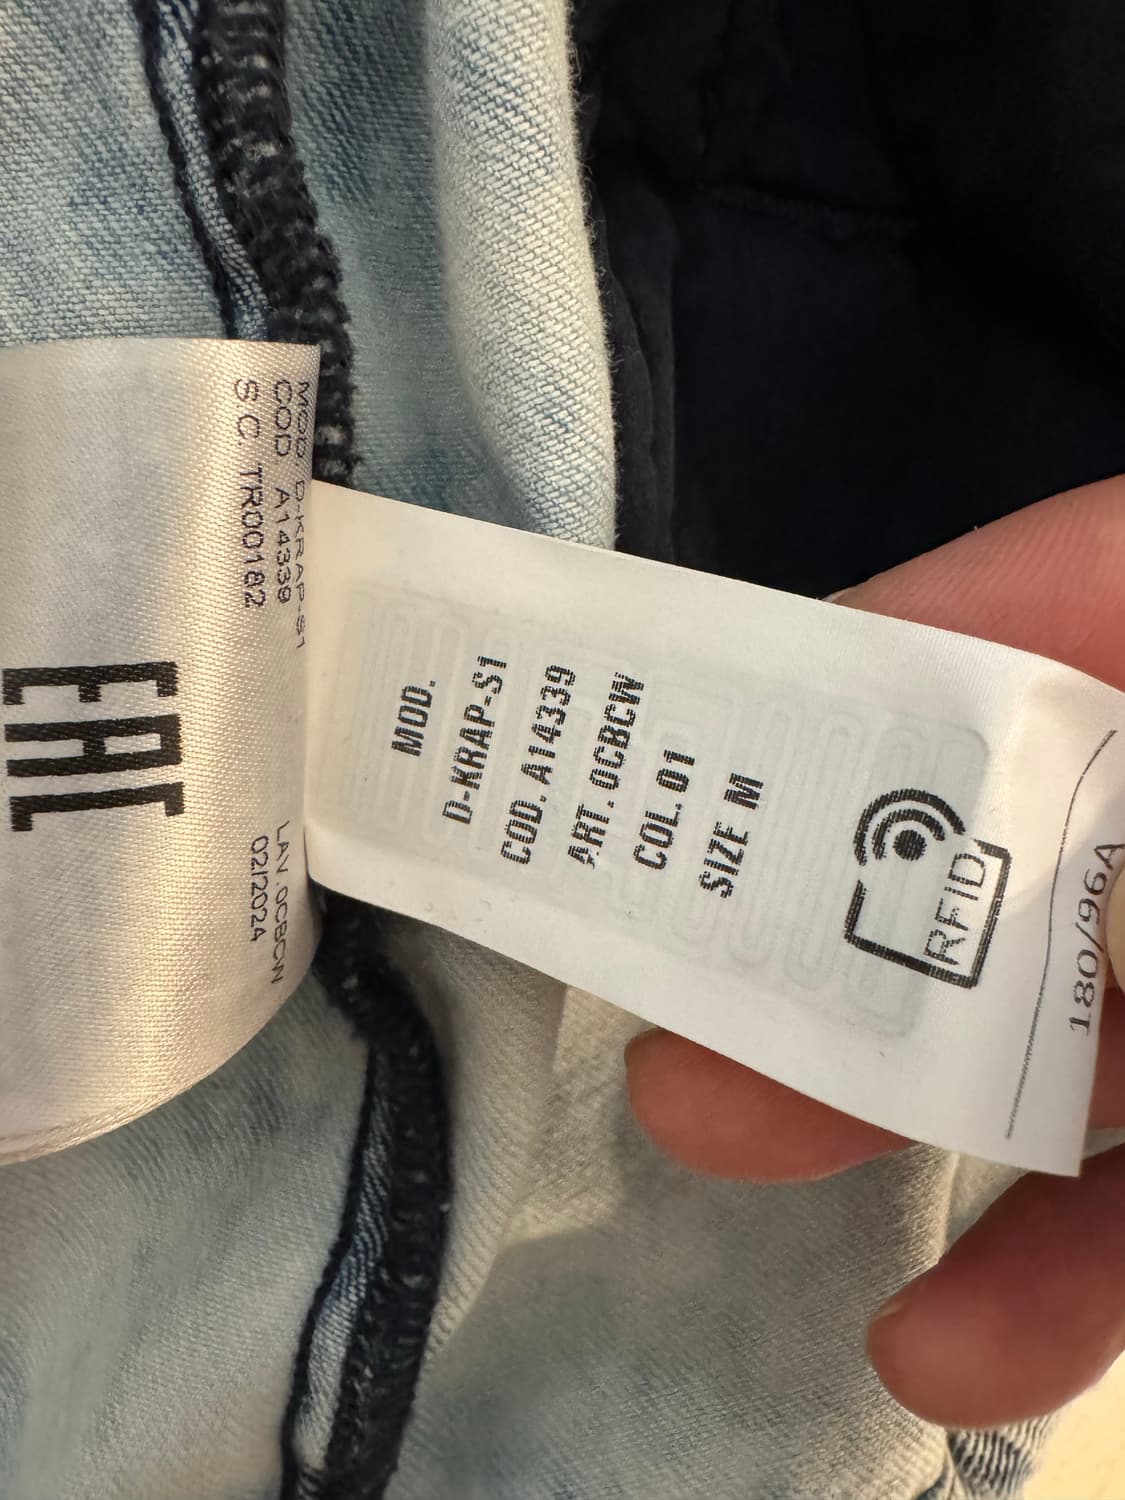 MOD. D-KRAP-S1
COD. A14339
S.C. TR00182
EAC
LAV. 0CBCW
02/2024
MOD.
D-KRAP-S1
COD. A14339
ART. 0CBCW
COL. 01
SIZE M
RFID
180/96A